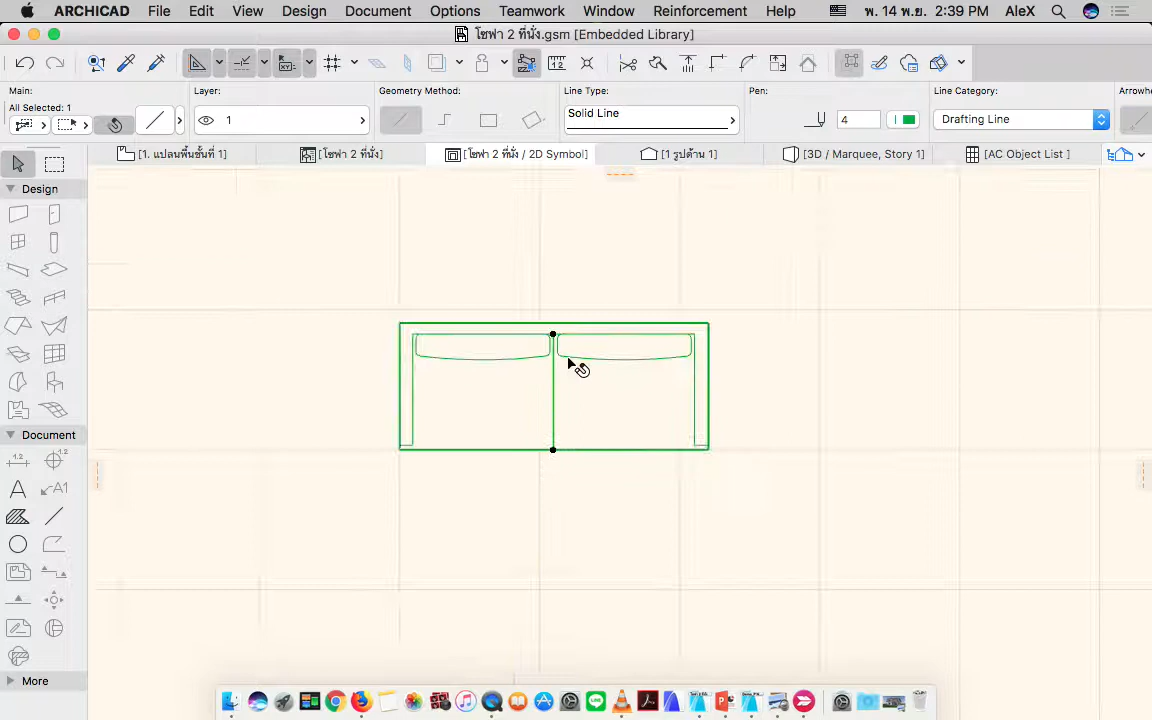 ARCHICAD File Edit View Design Document Options Teamwork Window Reinforcement Help พ. 14 พ.ย. 2:39 PM AleX
โซฟา 2 ที่นั่ง.gsm [Embedded Library]
Main:
All Selected: 1
Layer:
1
Geometry Method:
Line Type:
Solid Line
Pen:
4
Line Category:
Drafting Line
Arrowhe
[1. แปลนพื้นชั้นที่ 1] [โซฟา 2 ที่นั่ง] [โซฟา 2 ที่นั่ง / 2D Symbol] [1 รูปด้าน 1] [3D / Marquee, Story 1] [AC Object List ]
Design
Document
More